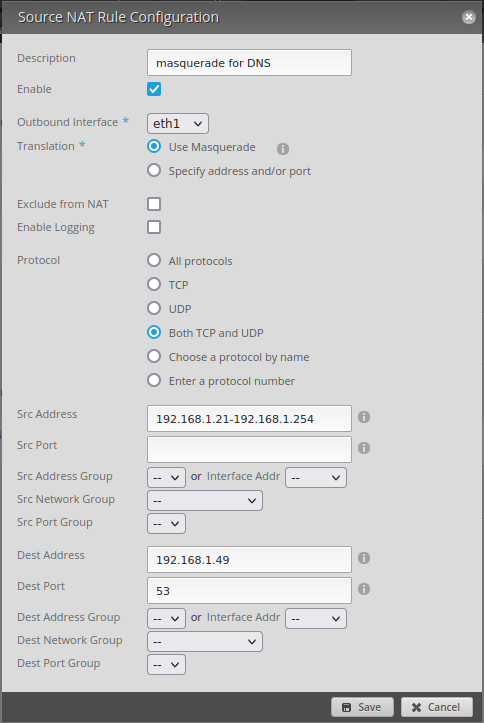 Source NAT Rule Configuration
Description masquerade for DNS
Enable
Outbound Interface * eth1
Translation * Use Masquerade
Specify address and/or port
Exclude from NAT
Enable Logging
Protocol All protocols
TCP
UDP
Both TCP and UDP
Choose a protocol by name
Enter a protocol number
Src Address 192.168.1.21-192.168.1.254
Src Port
Src Address Group -- or Interface Addr --
Src Network Group --
Src Port Group --
Dest Address 192.168.1.49
Dest Port 53
Dest Address Group -- or Interface Addr --
Dest Network Group --
Dest Port Group --
Save Cancel